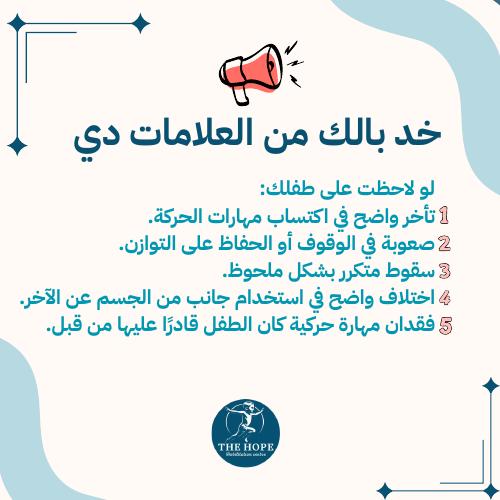 خد بالك من العلامات دي
لو لاحظت على طفلك:
1 تأخر واضح في اكتساب مهارات الحركة.
2 صعوبة في الوقوف أو الحفاظ على التوازن.
3 سقوط متكرر بشكل ملحوظ.
4 اختلاف واضح في استخدام جانب من الجسم عن الآخر.
5 فقدان مهارة حركية كان الطفل قادرًا عليها من قبل.
THE HOPE
Rehabilitation centre